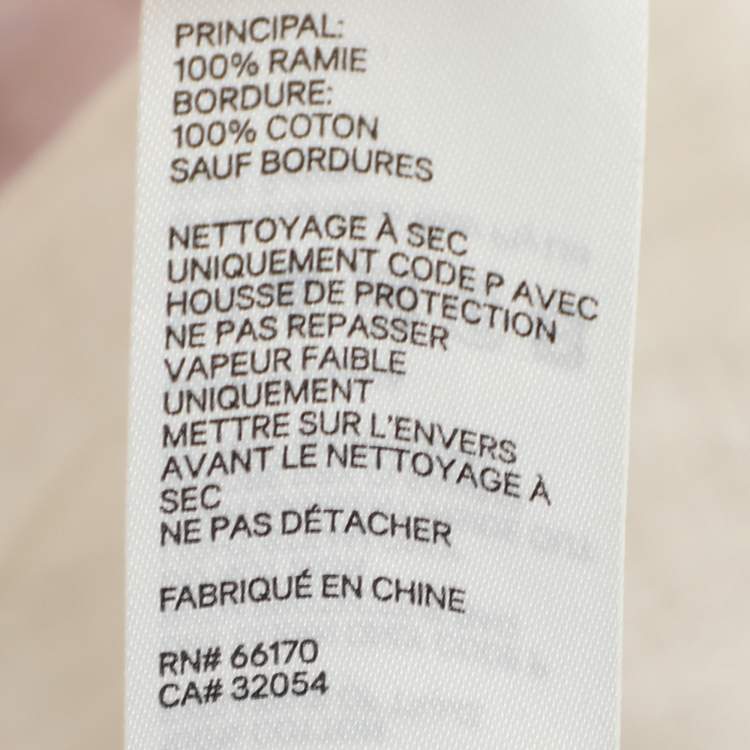 PRINCIPAL:
100% RAMIE
BORDURE:
100% COTON
SAUF BORDURES
NETTOYAGE À SEC
UNIQUEMENT CODE P AVEC
HOUSSE DE PROTECTION
NE PAS REPASSER
VAPEUR FAIBLE
UNIQUEMENT
METTRE SUR L'ENVERS
AVANT LE NETTOYAGE À
SEC
NE PAS DÉTACHER
FABRIQUÉ EN CHINE
RN# 66170
CA# 32054